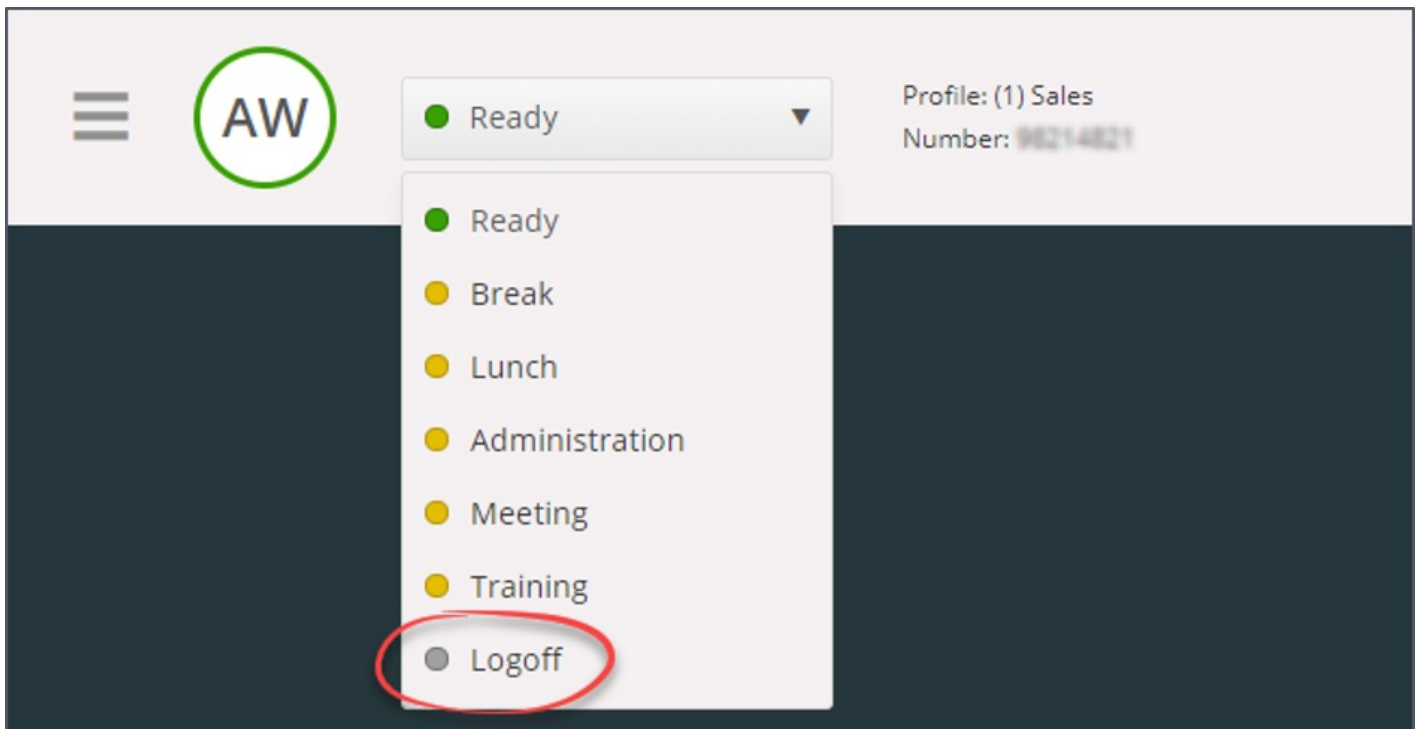 AW
Ready
Profile: (1) Sales
Number:
Ready
Break
Lunch
Administration
Meeting
Training
Logoff